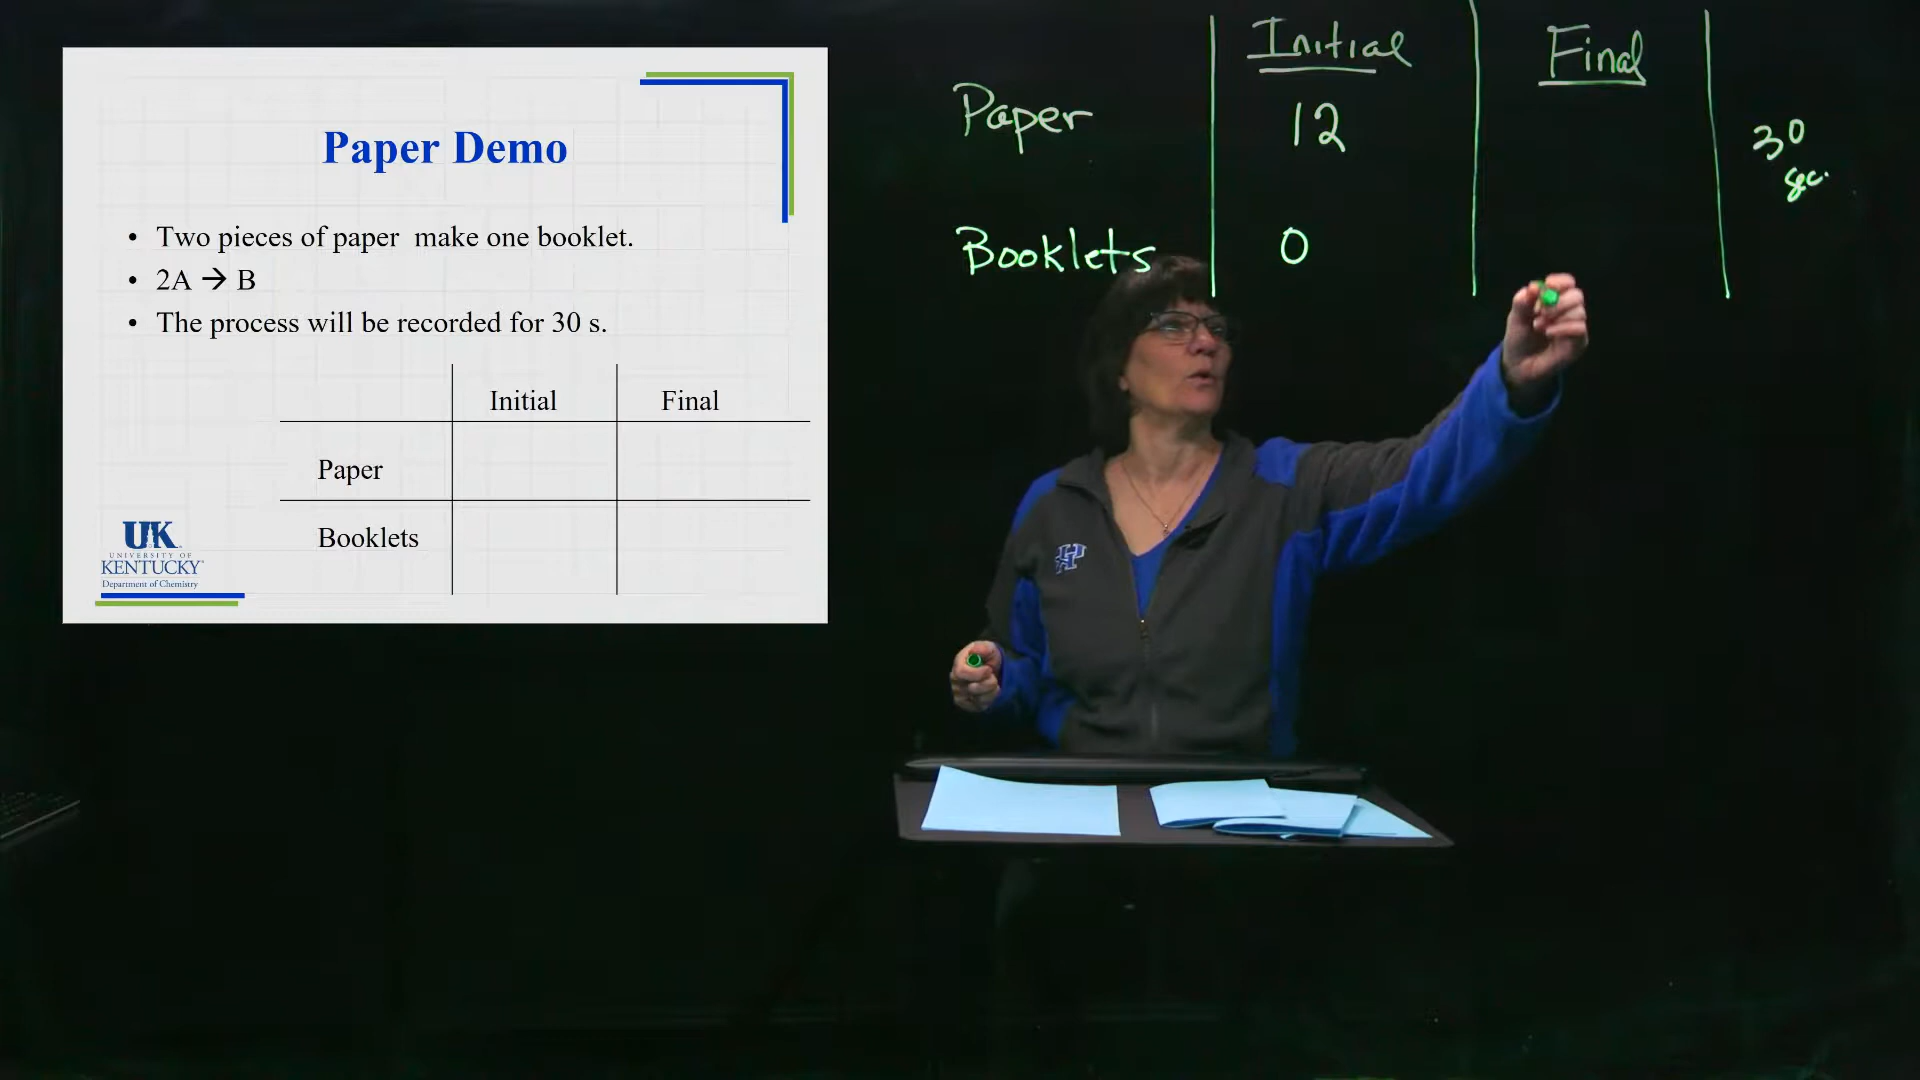 Paper Demo
• Two pieces of paper make one booklet.
• 2A → B
• The process will be recorded for 30 s.
Initial Final
Paper
Booklets
UK
UNIVERSITY OF
KENTUCKY
Department of Chemistry
Initial Final
Paper 12
30
sec.
Booklets 0
UK